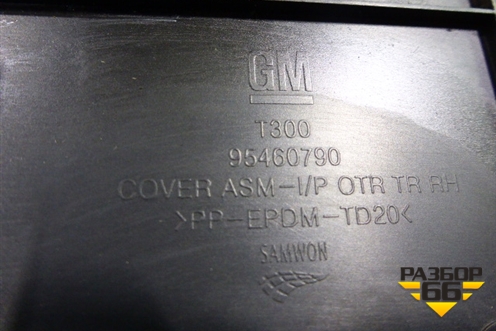 GM
T300
95460790
COVER ASM-I/P OTR TR RH
>PP-EPDM-TD20<
SAMWON
РАЗБОР
66